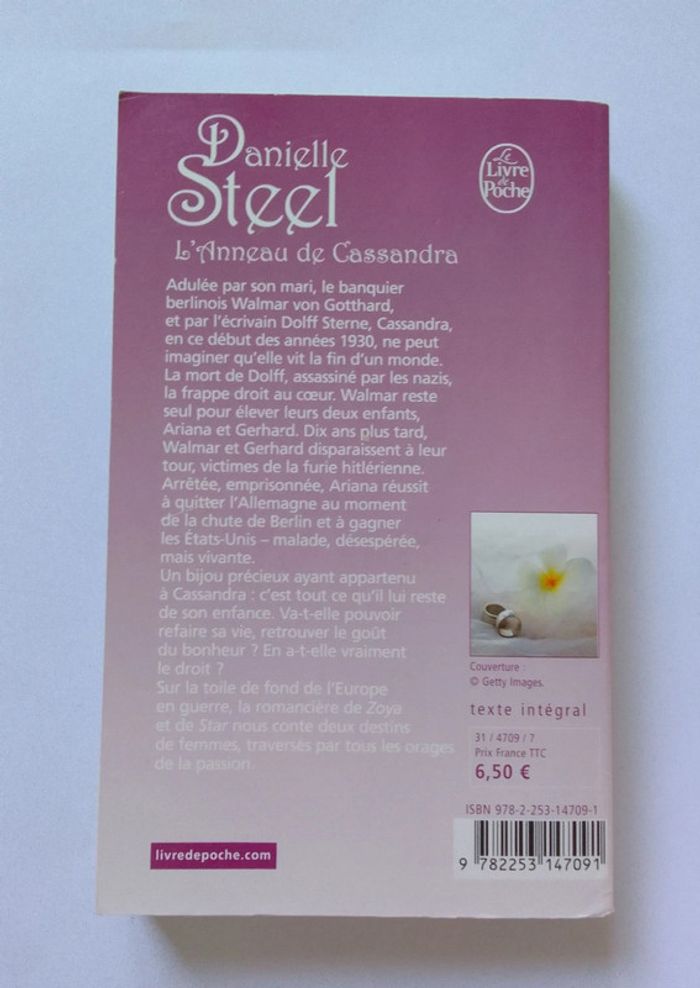 Danielle
Steel
Le
Livre
de
Poche
L'Anneau de Cassandra
Adulée par son mari, le banquier
berlinois Walmar von Gotthard,
et par l'écrivain Dolff Sterne, Cassandra,
en ce début des années 1930, ne peut
imaginer qu'elle vit la fin d'un monde.
La mort de Dolff, assassiné par les nazis,
la frappe droit au cœur. Walmar reste
seul pour élever leurs deux enfants,
Ariana et Gerhard. Dix ans plus tard,
Walmar et Gerhard disparaissent à leur
tour, victimes de la furie hitlérienne.
Arrêtée, emprisonnée, Ariana réussit
à quitter l'Allemagne au moment
de la chute de Berlin et à gagner
les États-Unis – malade, désespérée,
mais vivante.
Un bijou précieux ayant appartenu
à Cassandra : c'est tout ce qu'il lui reste
de son enfance. Va-t-elle pouvoir
refaire sa vie, retrouver le goût
du bonheur ? En a-t-elle vraiment
le droit ?
Sur la toile de fond de l'Europe
en guerre, la romancière de Zoya
et de Star nous conte deux destins
de femmes, traversés par tous les orages
de la passion.
Couverture :
© Getty Images.
texte intégral
31 / 4709 / 7
Prix France TTC
6,50 €
ISBN 978-2-253-14709-1
9 782253 147091
livredepoche.com